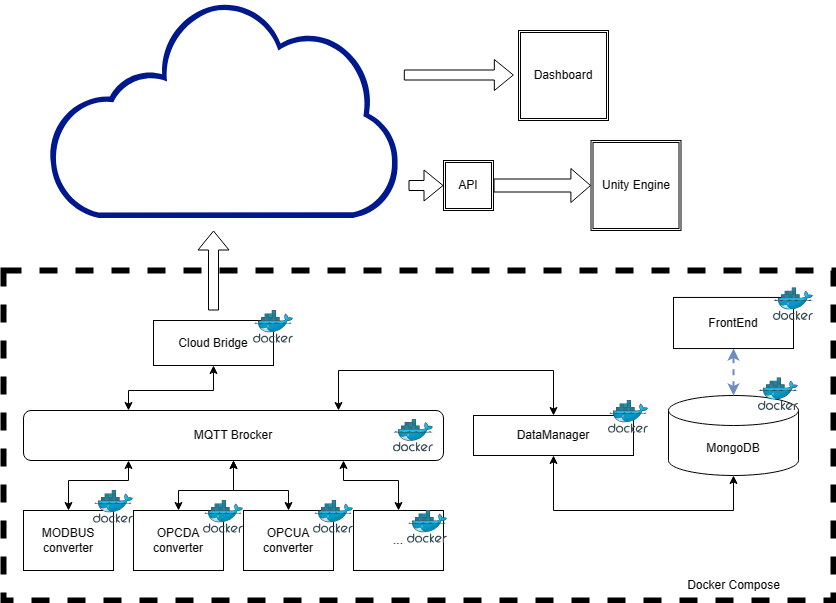 Dashboard
API
Unity Engine
docker
Cloud Bridge
docker
FrontEnd
docker
MQTT Brocker
docker
DataManager
docker
MongoDB
docker
MODBUS
converter
docker
OPCDA
converter
docker
OPCUA
converter
docker
...
docker
Docker Compose